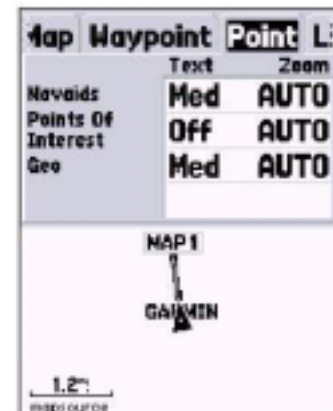 Map Waypoint Point L
Text Zoom
Navaids Med AUTO
Points Of Interest Off AUTO
Geo Med AUTO
MAP1
GARMIN
1.2
mapsource